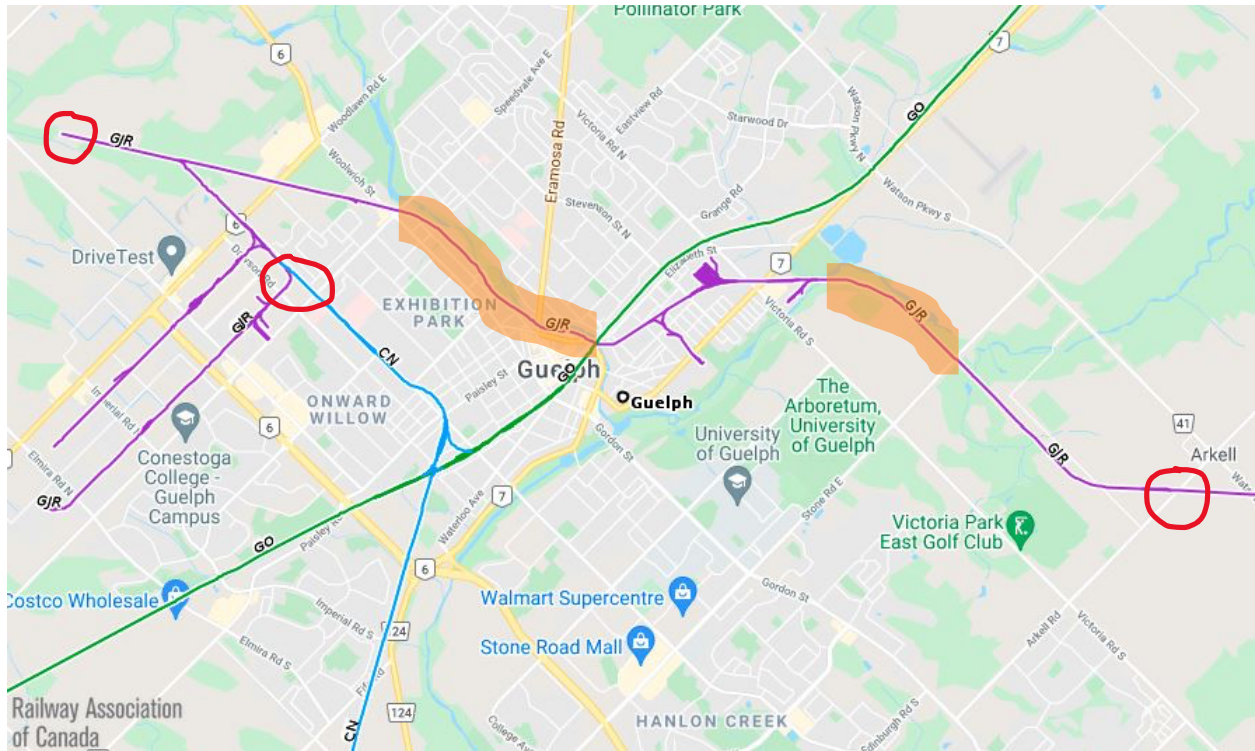 Pollinator Park
6
7
Woodlawn Rd E
Speedvale Ave E
Victoria Rd N
Eastview Rd
Watson Pkwy N
Starwood Dr
GO
GJR
Woolwich St
Eramosa Rd
Stevenson St N
Grange Rd
Watson Pkwy S
6
DriveTest
Elizabeth St
7
GJR
EXHIBITION
PARK
GJR
GJR
Victoria Rd S
CN
Guelph
GO
Paisley St
Guelph
The
Arboretum,
University
of Guelph
ONWARD
WILLOW
Imperial Rd N
6
Gordon St
University
of Guelph
41
Arkell
GJR
Elmira Rd N
Conestoga
College -
Guelph
Campus
GJR
7
Stone Rd E
Waterloo Ave
Victoria Park
East Golf Club
GO
Paisley Rd
6
Costco Wholesale
Imperial Rd S
Walmart Supercentre
Gordon St
124
Stone Road Mall
Elmira Rd S
Arkell Rd
Victoria Rd S
Railway Association
of Canada
124
CN
HANLON CREEK
College Ave
Edinburgh Rd S